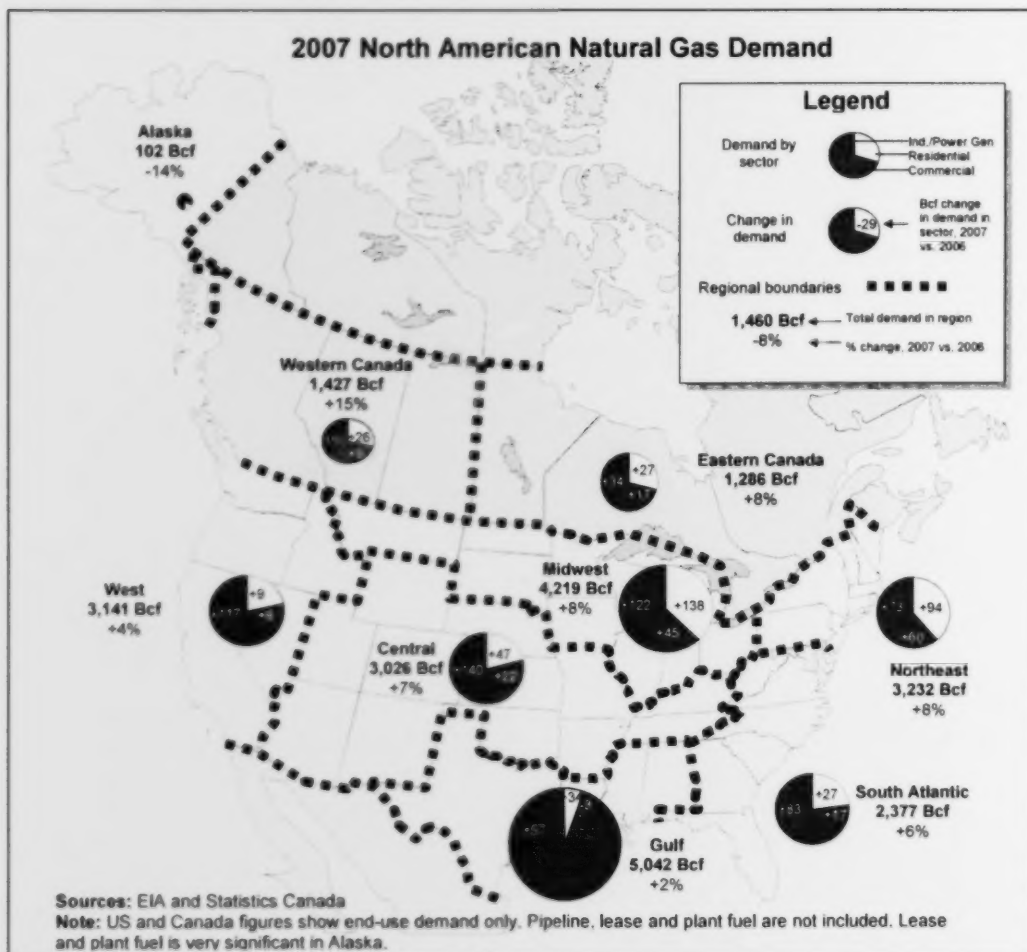 2007 North American Natural Gas Demand
Alaska
102 Bcf
-14%
Legend
Demand by
sector
Ind./Power Gen
Residential
Commercial
Change in
demand
-29
Bcf change
in demand in
sector, 2007
vs. 2006
Regional boundaries
1,460 Bcf
Total demand in region
-8%
% change, 2007 vs. 2006
Western Canada
1,427 Bcf
+15%
+26
Eastern Canada
1,286 Bcf
+8%
+27
West
3,141 Bcf
+4%
+9
Midwest
4,219 Bcf
+8%
+122
+138
+45
Central
3,026 Bcf
+7%
+47
+140
Northeast
3,232 Bcf
+8%
+94
+60
South Atlantic
2,377 Bcf
+6%
+27
+83
Gulf
5,042 Bcf
+2%
Sources: EIA and Statistics Canada
Note: US and Canada figures show end-use demand only. Pipeline, lease and plant fuel are not included. Lease
and plant fuel is very significant in Alaska.